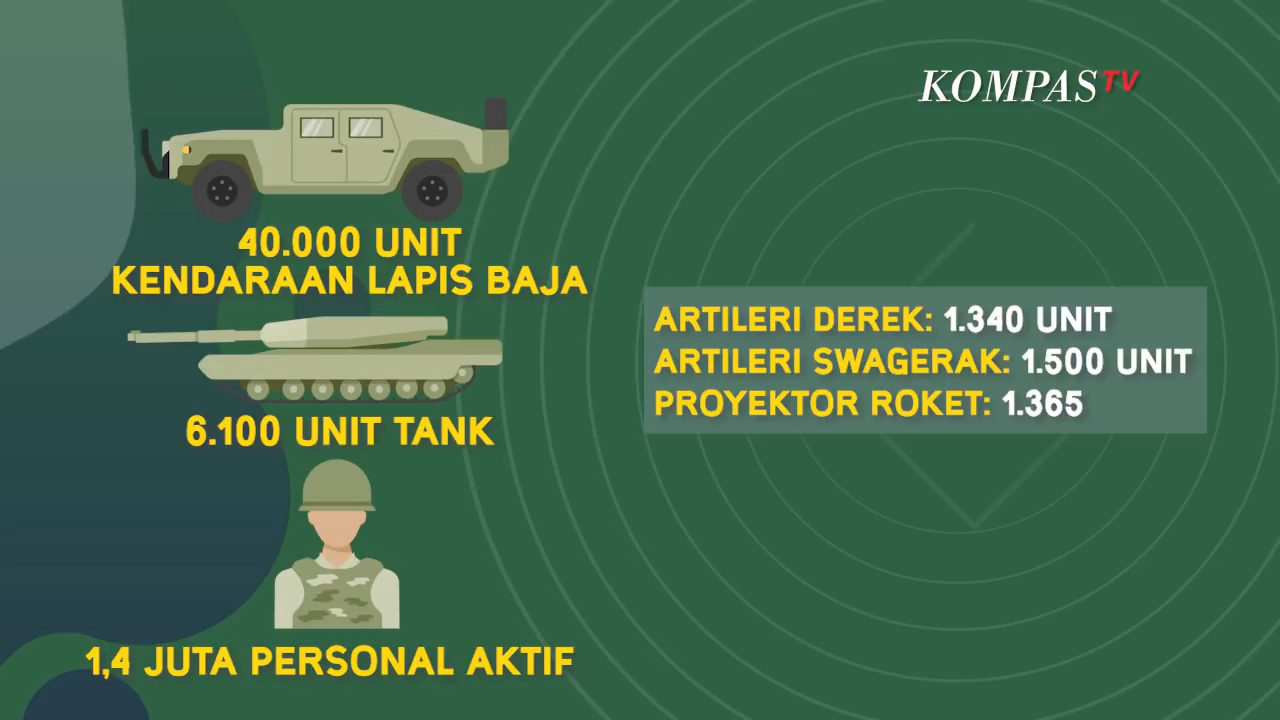 KOMPASTV
40.000 UNIT
KENDARAAN LAPIS BAJA
6.100 UNIT TANK
1,4 JUTA PERSONAL AKTIF
ARTILERI DEREK: 1.340 UNIT
ARTILERI SWAGERAK: 1.500 UNIT
PROYEKTOR ROKET: 1.365